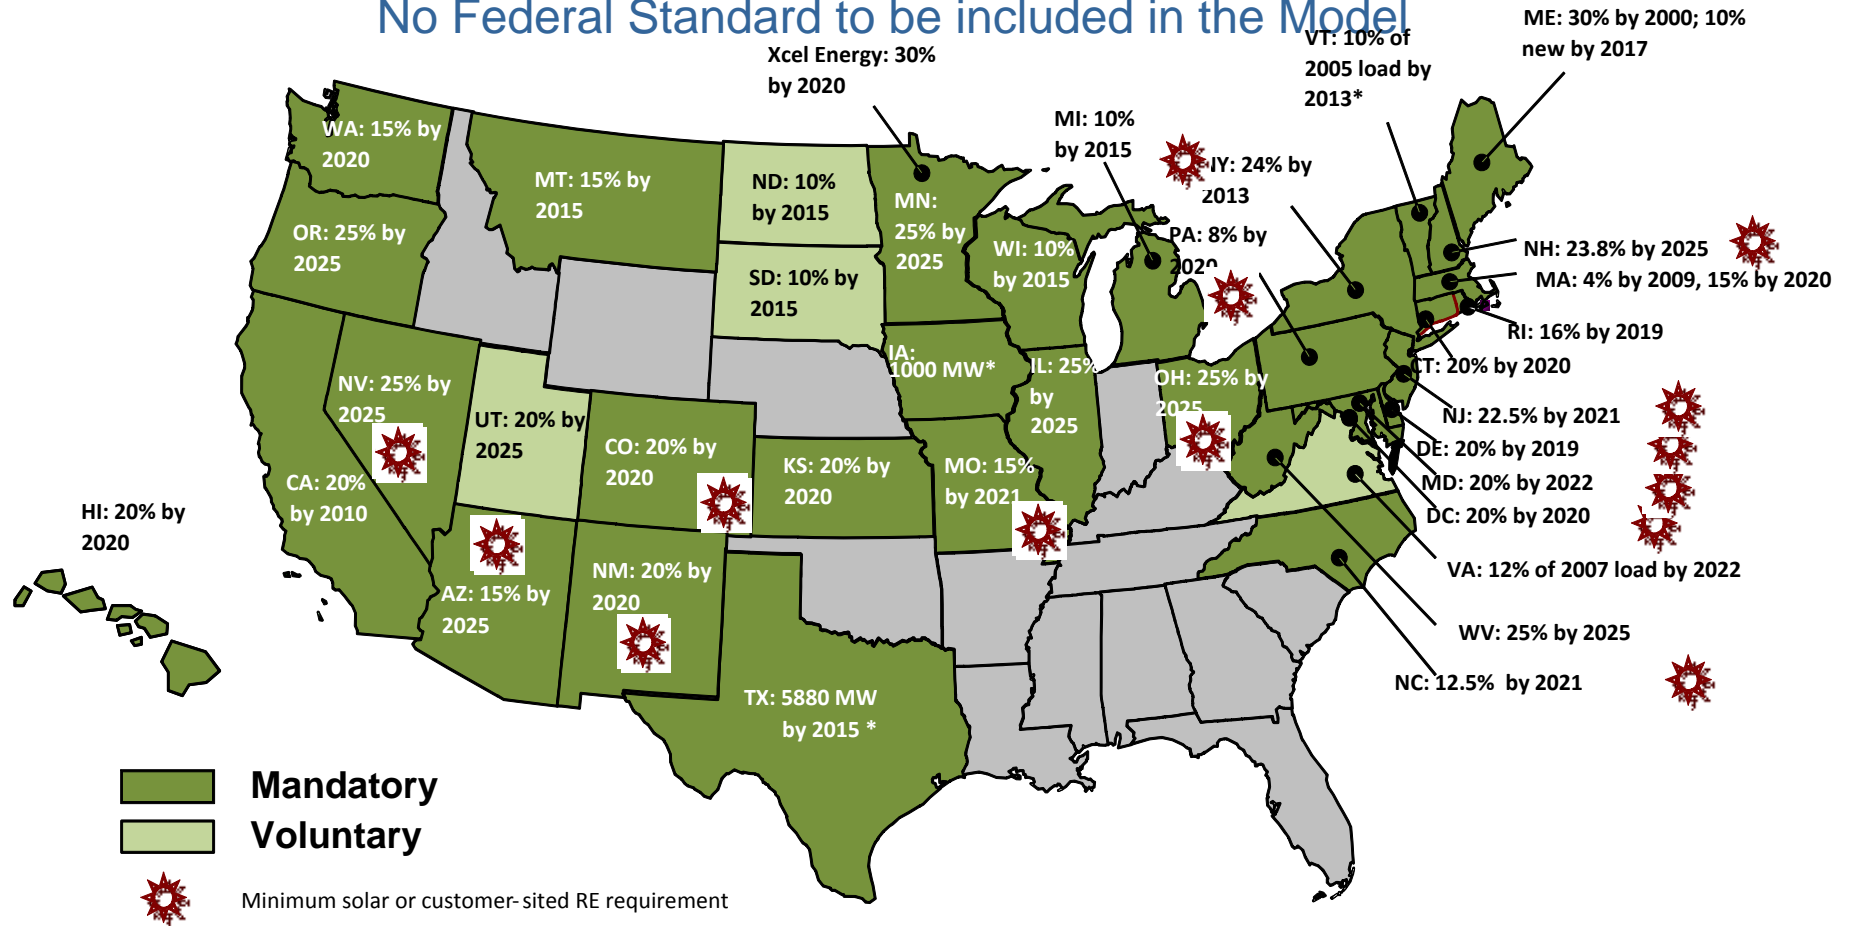 No Federal Standard to be included in the Model
Xcel Energy: 30%
by 2020
VT: 10% of
2005 load by
2013*
ME: 30% by 2000; 10%
new by 2017
MI: 10%
by 2015
NY: 24% by
2013
WA: 15% by
2020
MT: 15% by
2015
ND: 10%
by 2015
MN:
25% by
2025
WI: 10%
by 2015
PA: 8% by
2020
OR: 25% by
2025
SD: 10% by
2015
NH: 23.8% by 2025
MA: 4% by 2009, 15% by 2020
RI: 16% by 2019
CT: 20% by 2020
NV: 25% by
2025
UT: 20% by
2025
CO: 20% by
2020
KS: 20% by
2020
IA:
1000 MW*
IL: 25%
by
2025
OH: 25% by
2025
MO: 15%
by 2021
NJ: 22.5% by 2021
DE: 20% by 2019
MD: 20% by 2022
DC: 20% by 2020
CA: 20%
by 2010
HI: 20% by
2020
AZ: 15% by
2025
NM: 20% by
2020
VA: 12% of 2007 load by 2022
WV: 25% by 2025
NC: 12.5% by 2021
TX: 5880 MW
by 2015 *
Mandatory
Voluntary
Minimum solar or customer-sited RE requirement